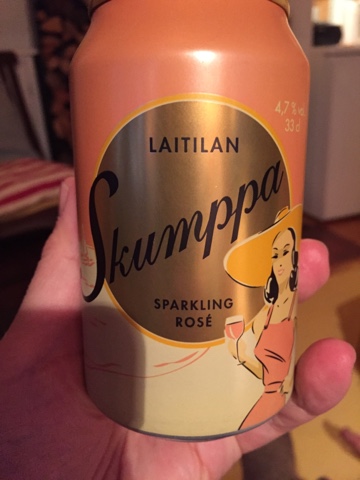 4,7 % vol.
33 cl
LAITILAN
Skumppa
SPARKLING
ROSÉ